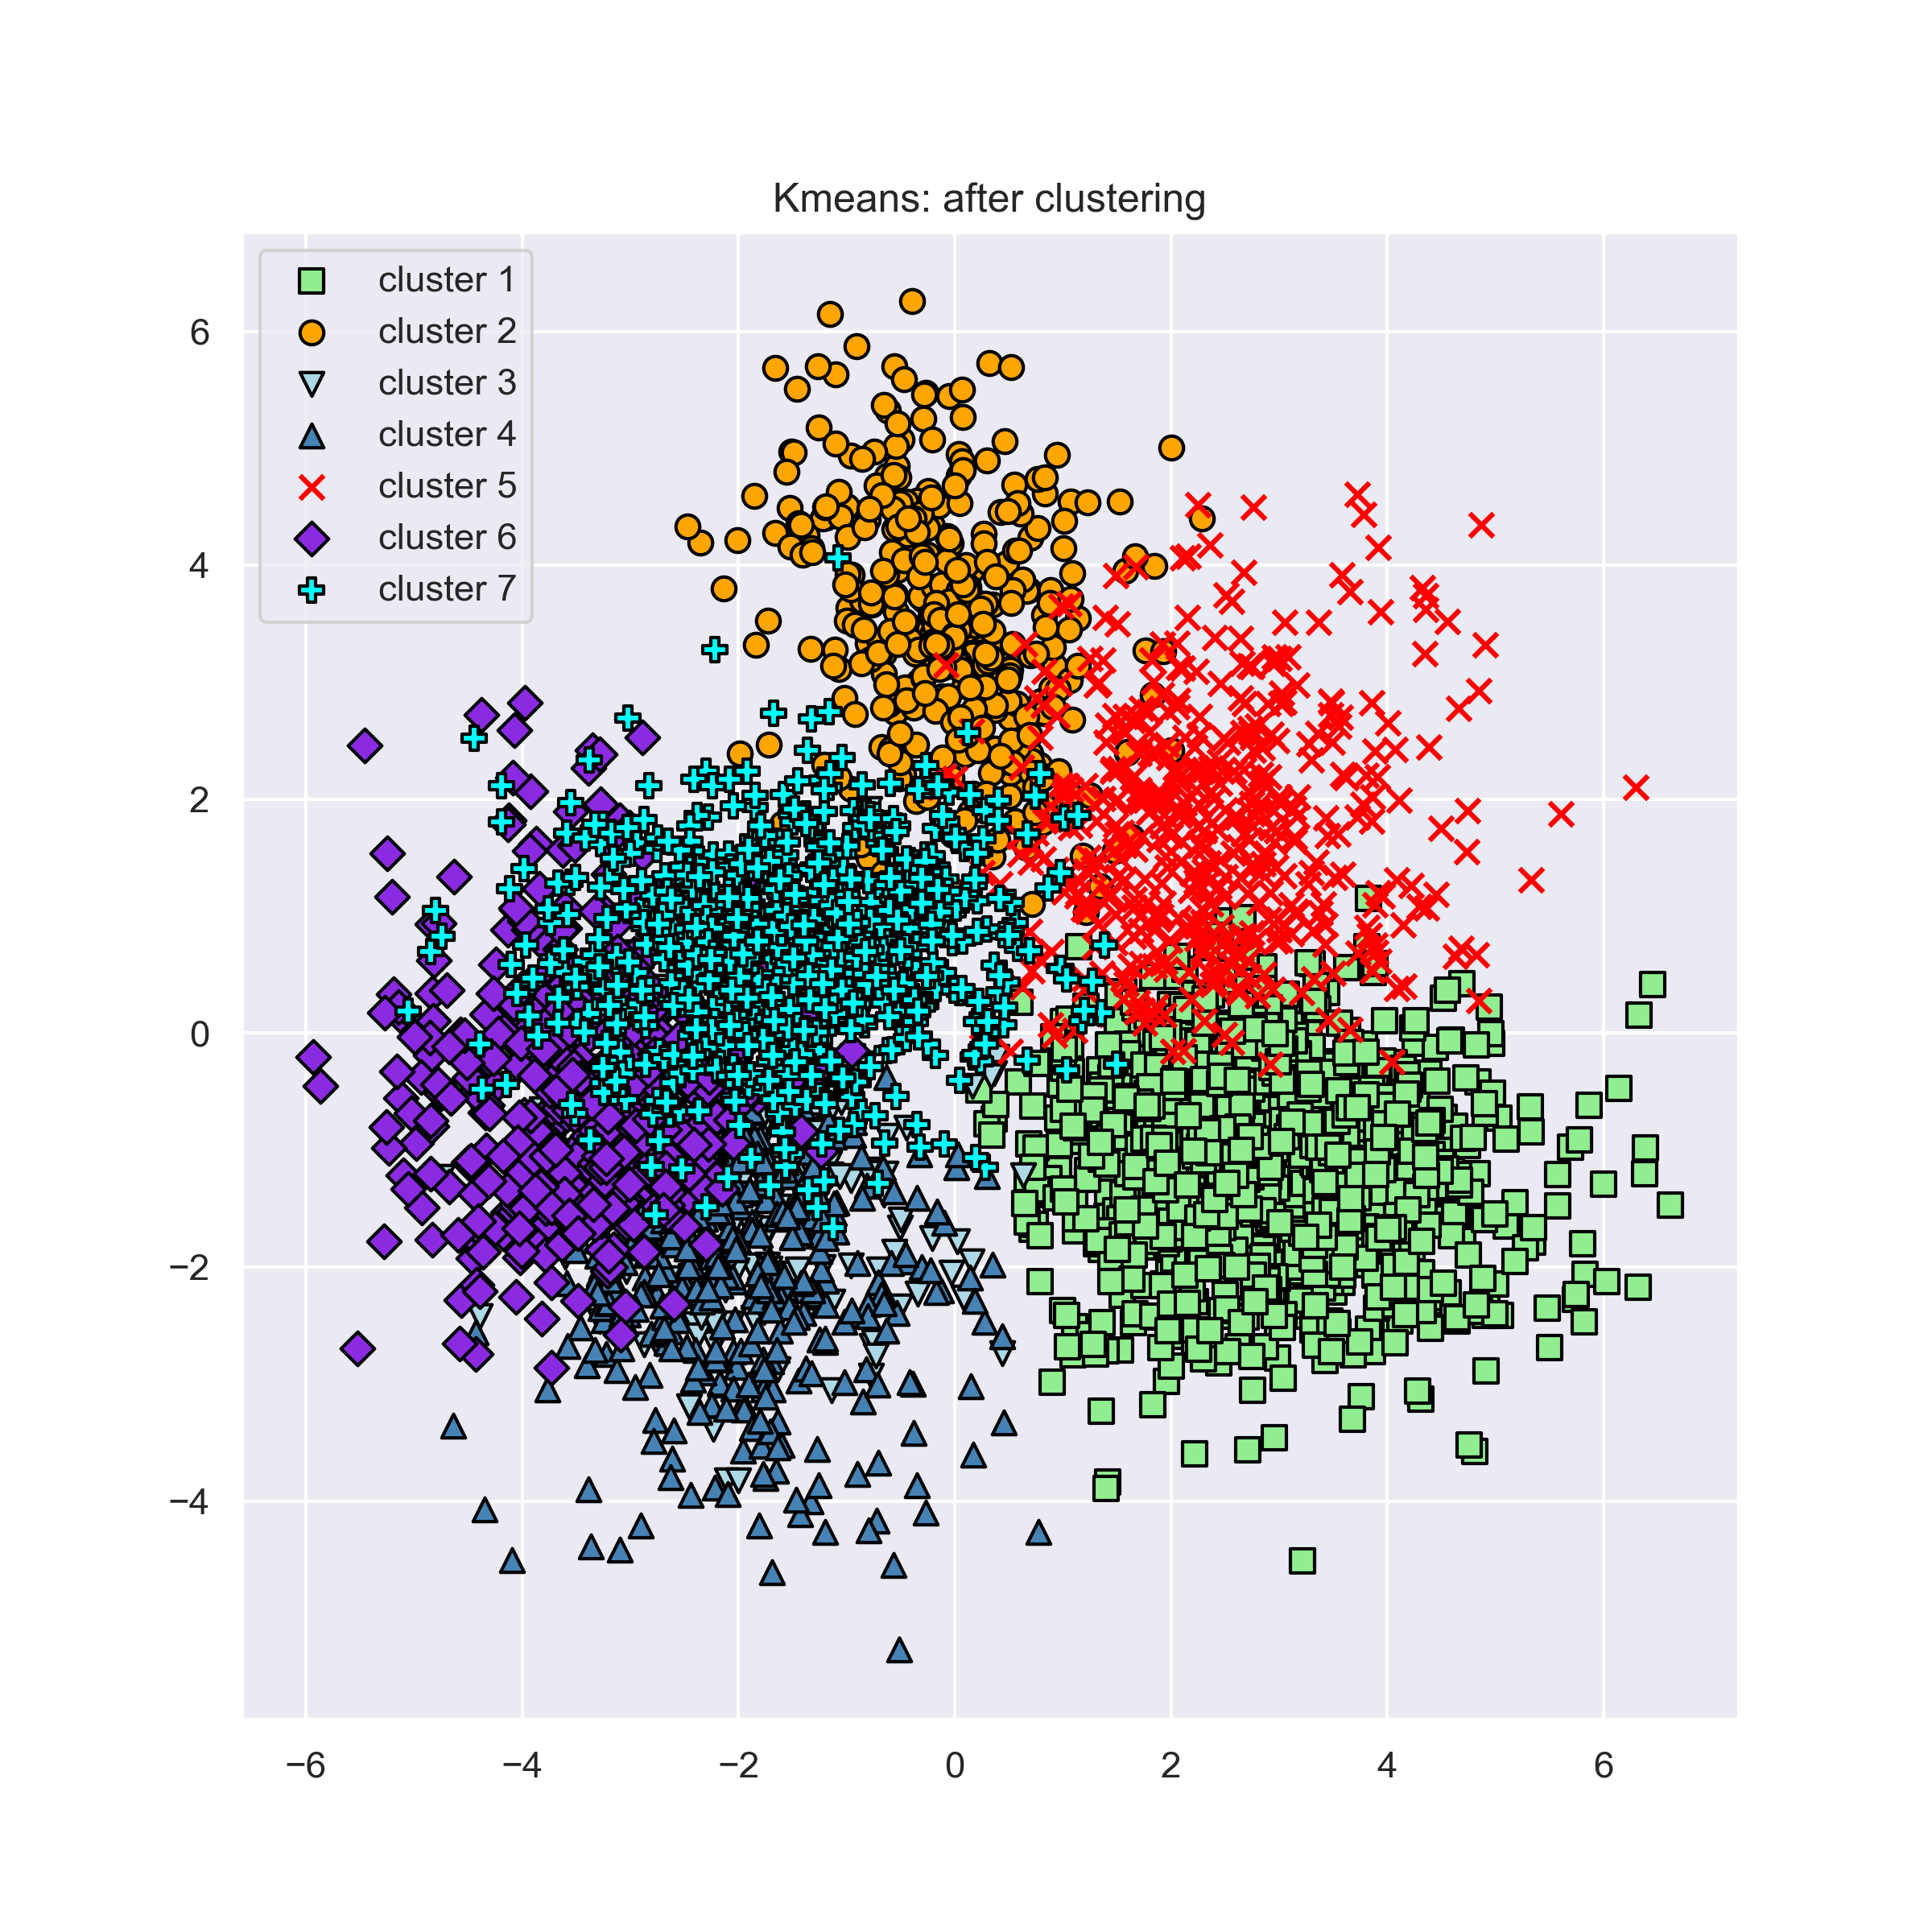 Kmeans: after clustering
cluster 1
cluster 2
cluster 3
cluster 4
cluster 5
cluster 6
cluster 7
6
4
2
0
−2
−4
−6 −4 −2 0 2 4 6